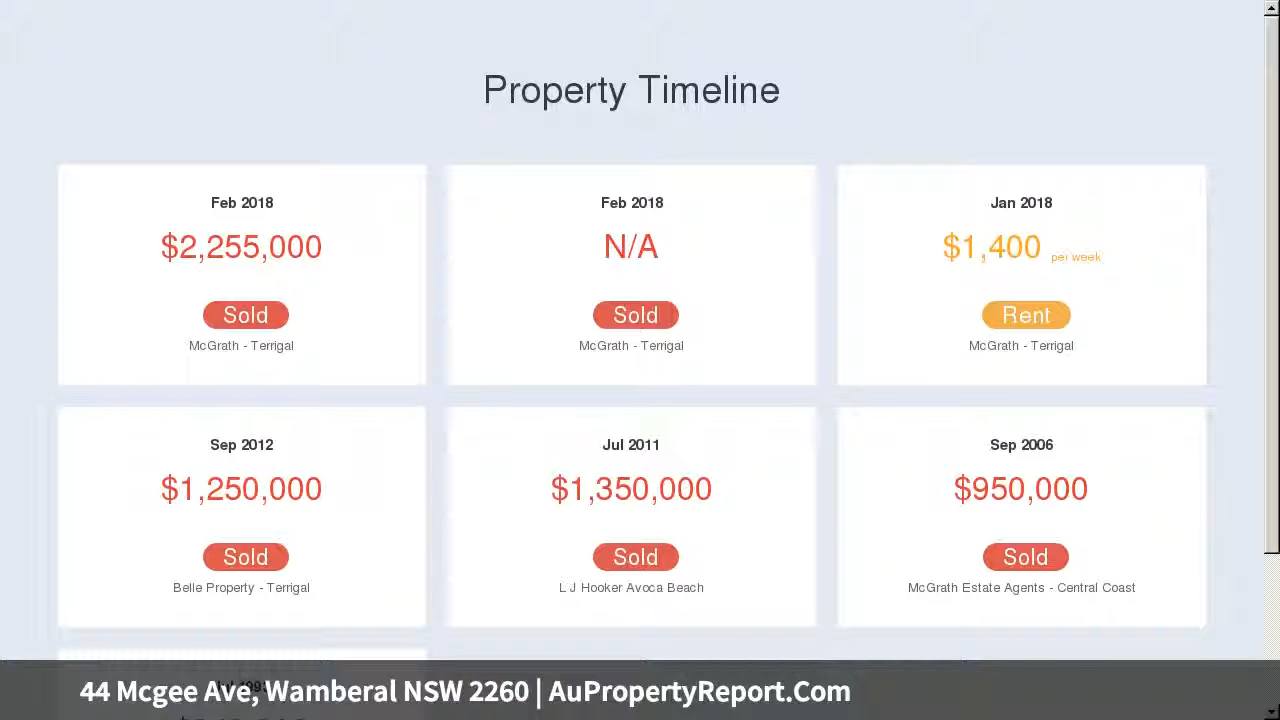 Property Timeline
Feb 2018
$2,255,000
Sold
McGrath - Terrigal
Feb 2018
N/A
Sold
McGrath - Terrigal
Jan 2018
$1,400 per week
Rent
McGrath - Terrigal
Sep 2012
$1,250,000
Sold
Belle Property - Terrigal
Jul 2011
$1,350,000
Sold
L J Hooker Avoca Beach
Sep 2006
$950,000
Sold
McGrath Estate Agents - Central Coast
44 Mcgee Ave, Wamberal NSW 2260 | AuPropertyReport.Com